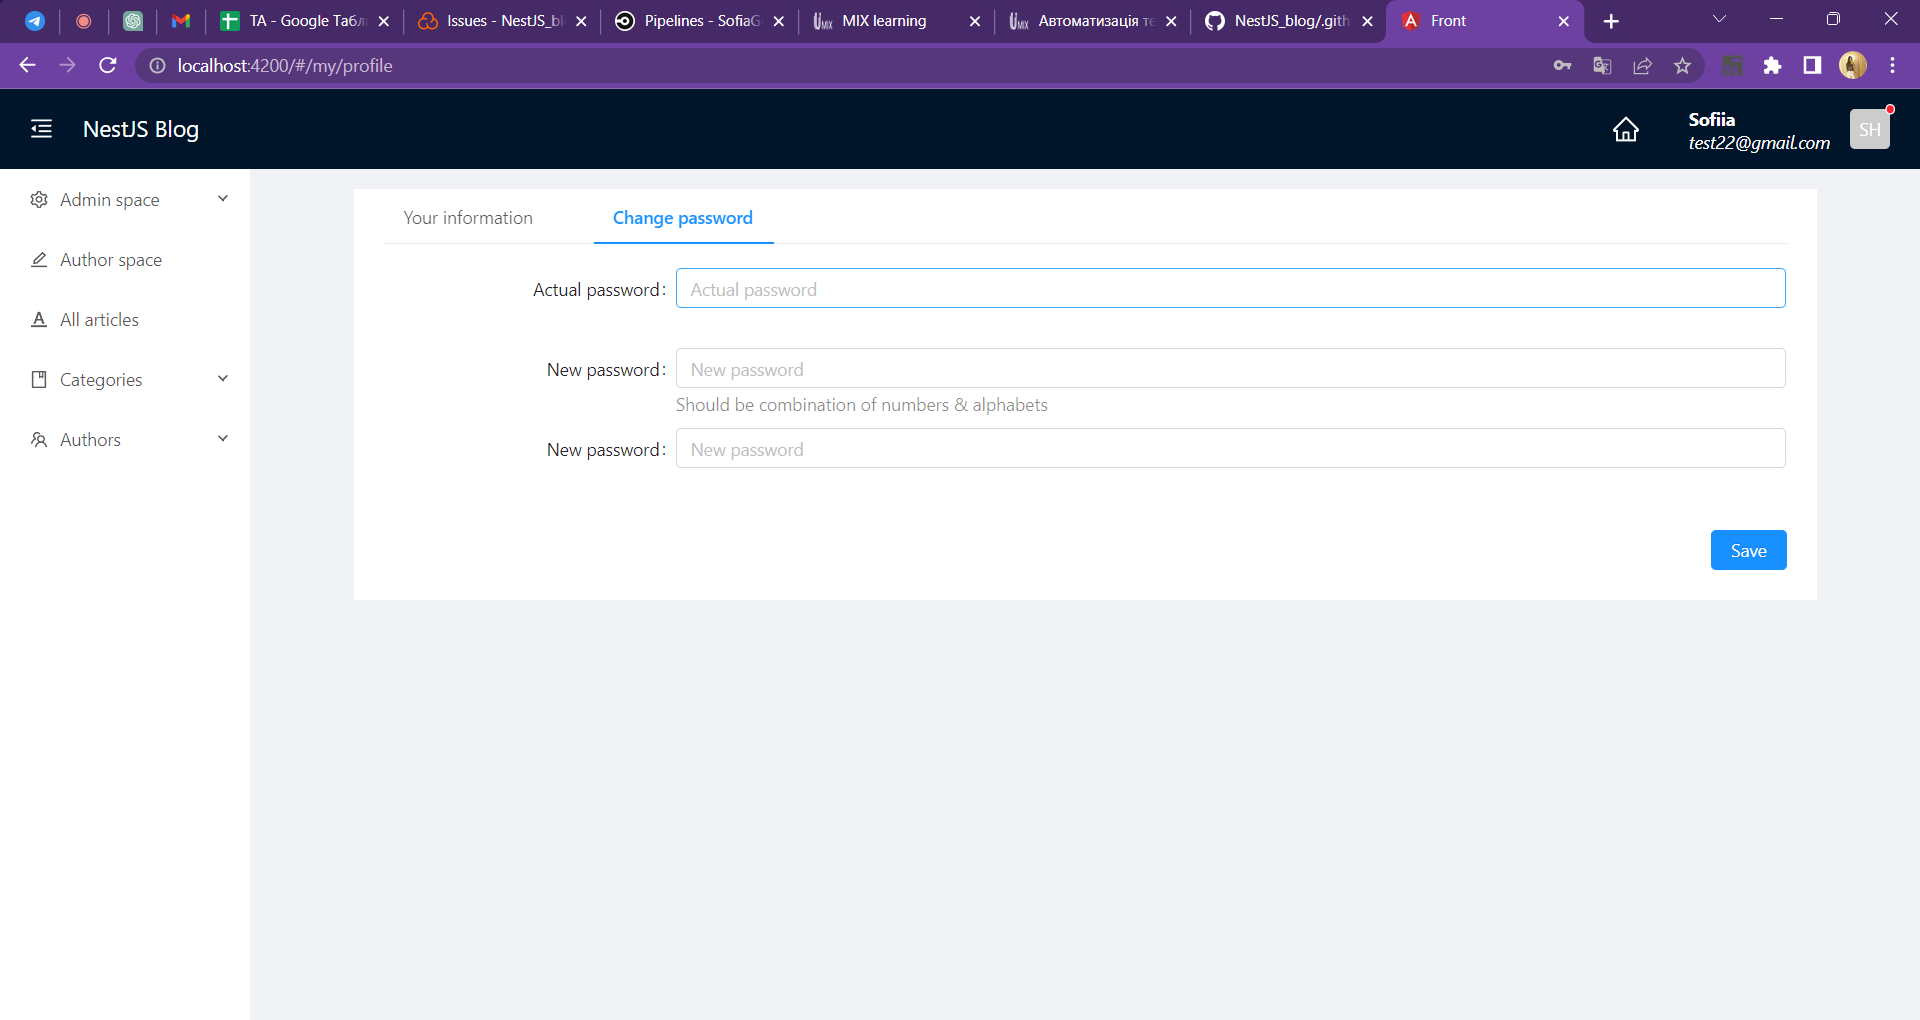 TA - Google Табл
Issues - NestJS_bl
Pipelines - SofiaG
MIX learning
Автоматизація те
NestJS_blog/.gith
Front
localhost:4200/#/my/profile
NestJS Blog
Sofiia
test22@gmail.com
SH
Admin space
Author space
All articles
Categories
Authors
Your information
Change password
Actual password:
Actual password
New password:
New password
Should be combination of numbers & alphabets
New password:
New password
Save